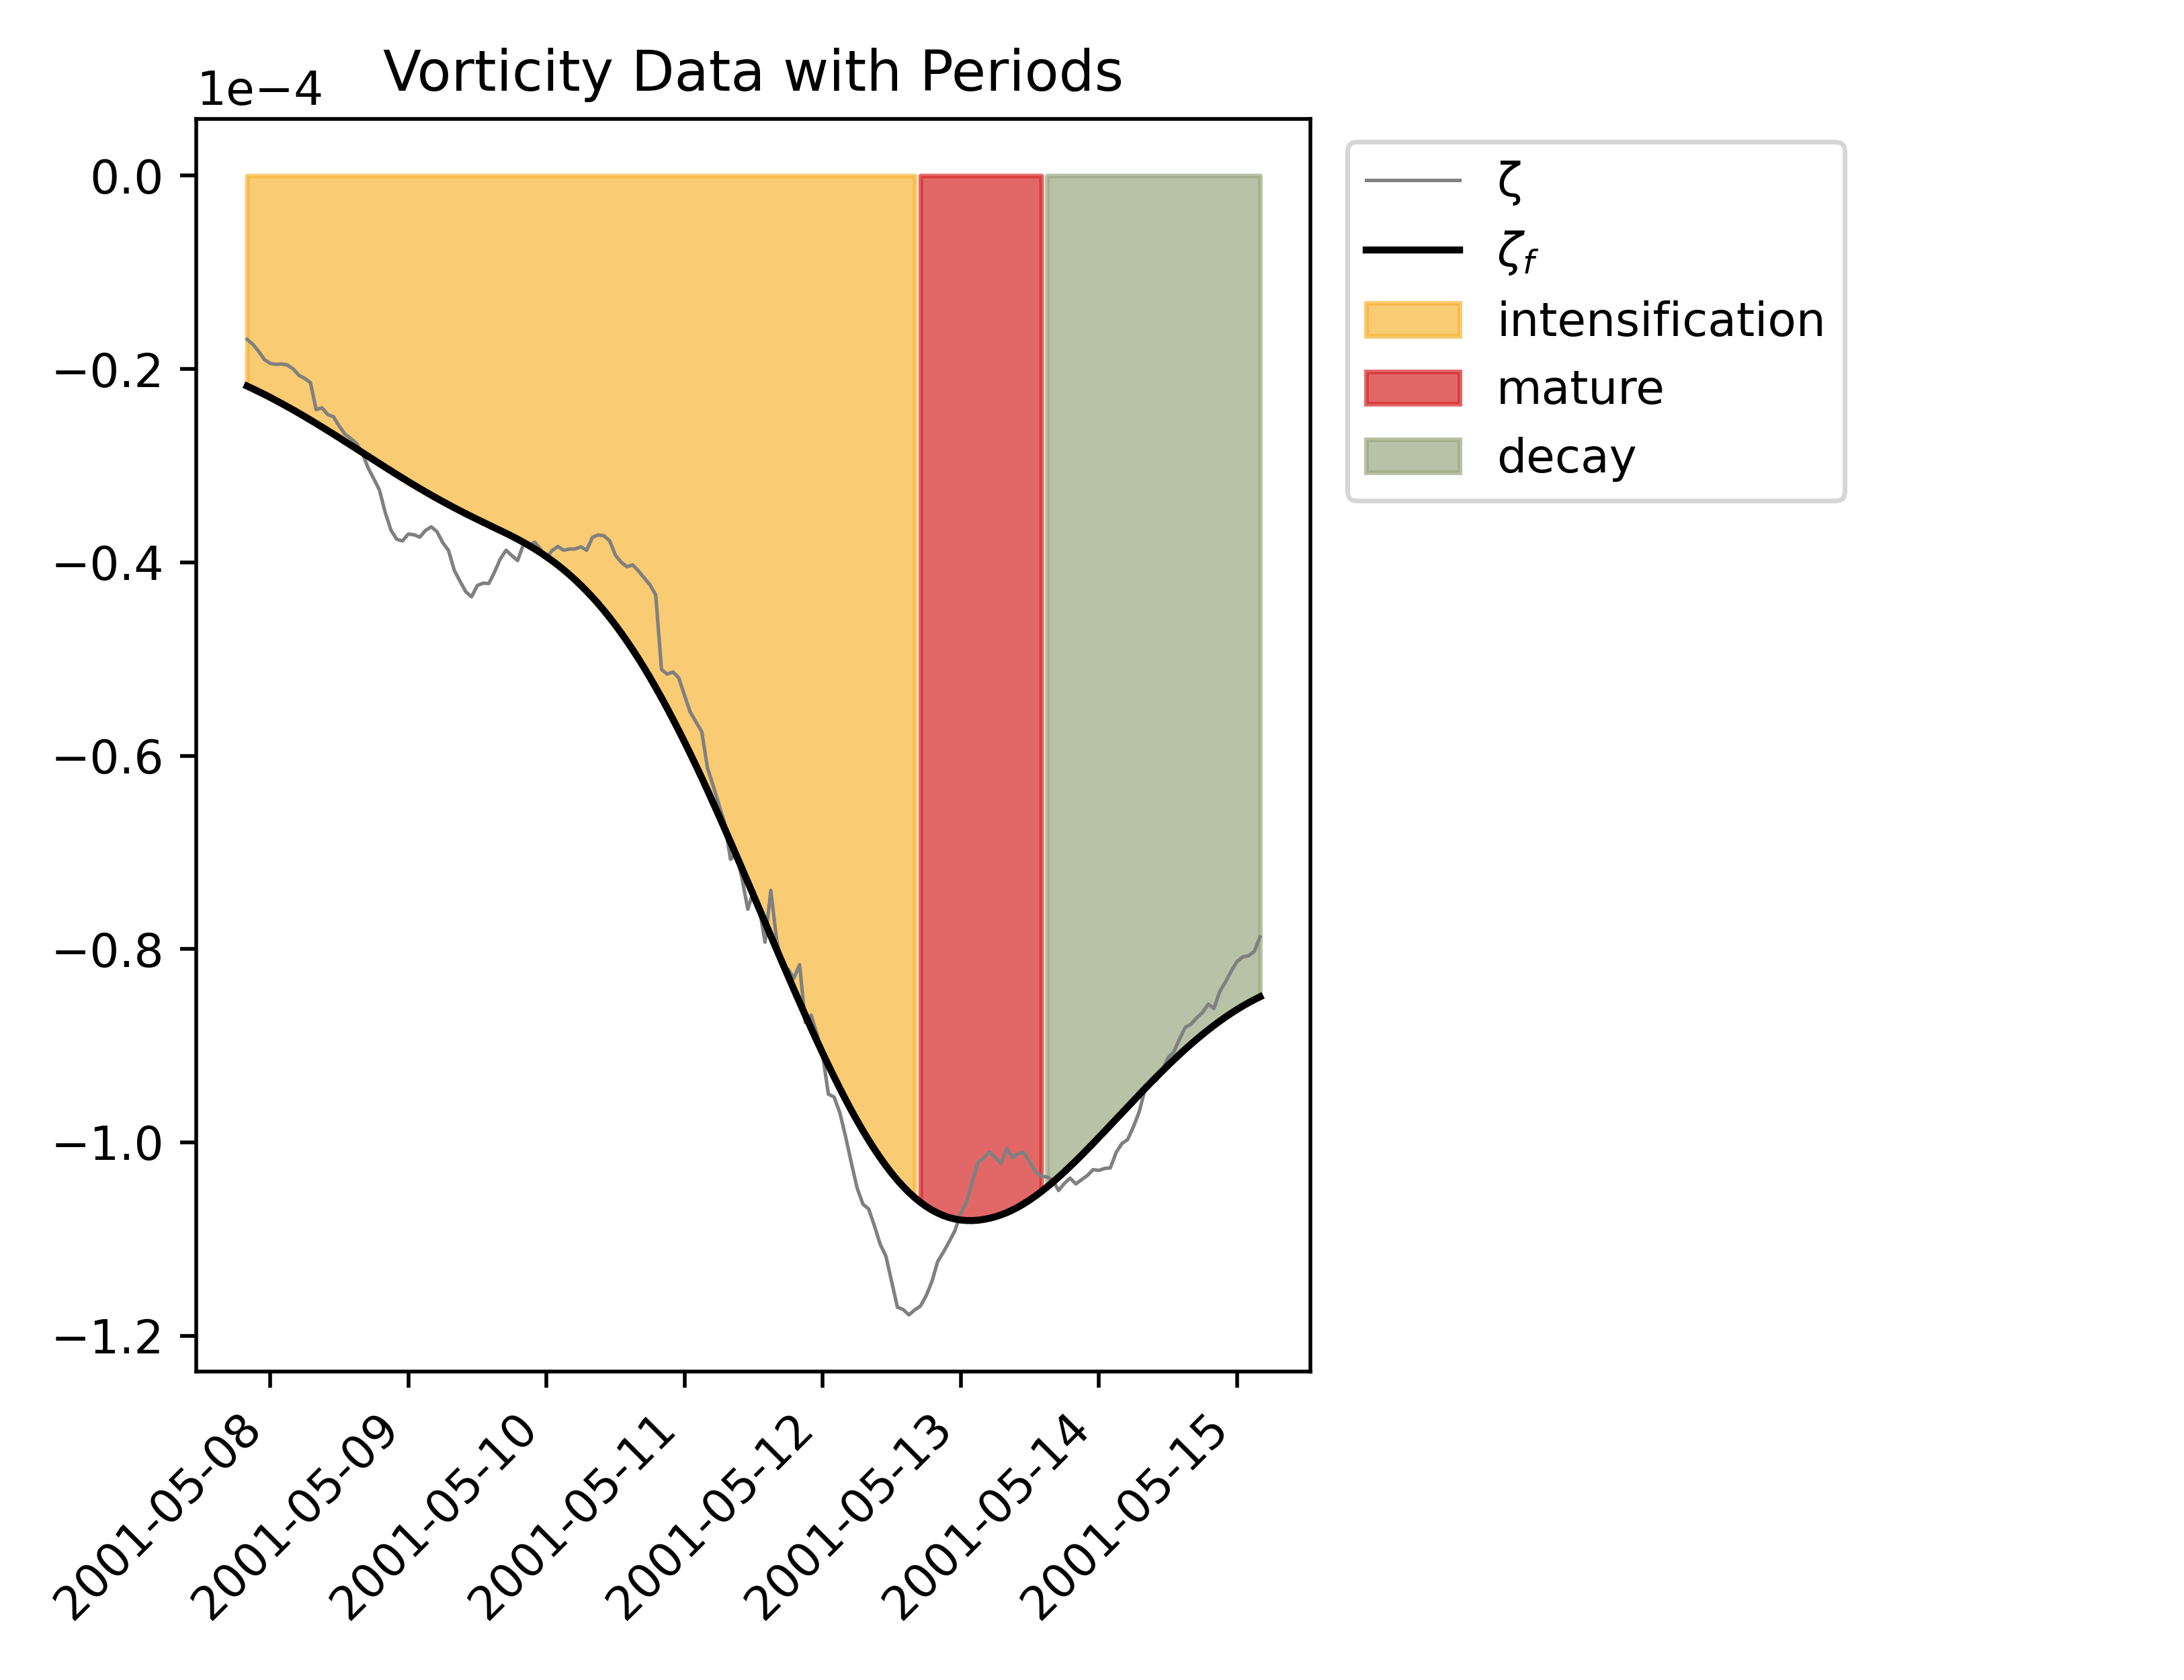 Vorticity Data with Periods
1e−4
0.0
−0.2
−0.4
−0.6
−0.8
−1.0
−1.2
2001-05-08
2001-05-09
2001-05-10
2001-05-11
2001-05-12
2001-05-13
2001-05-14
2001-05-15
ζ
ζf
intensification
mature
decay